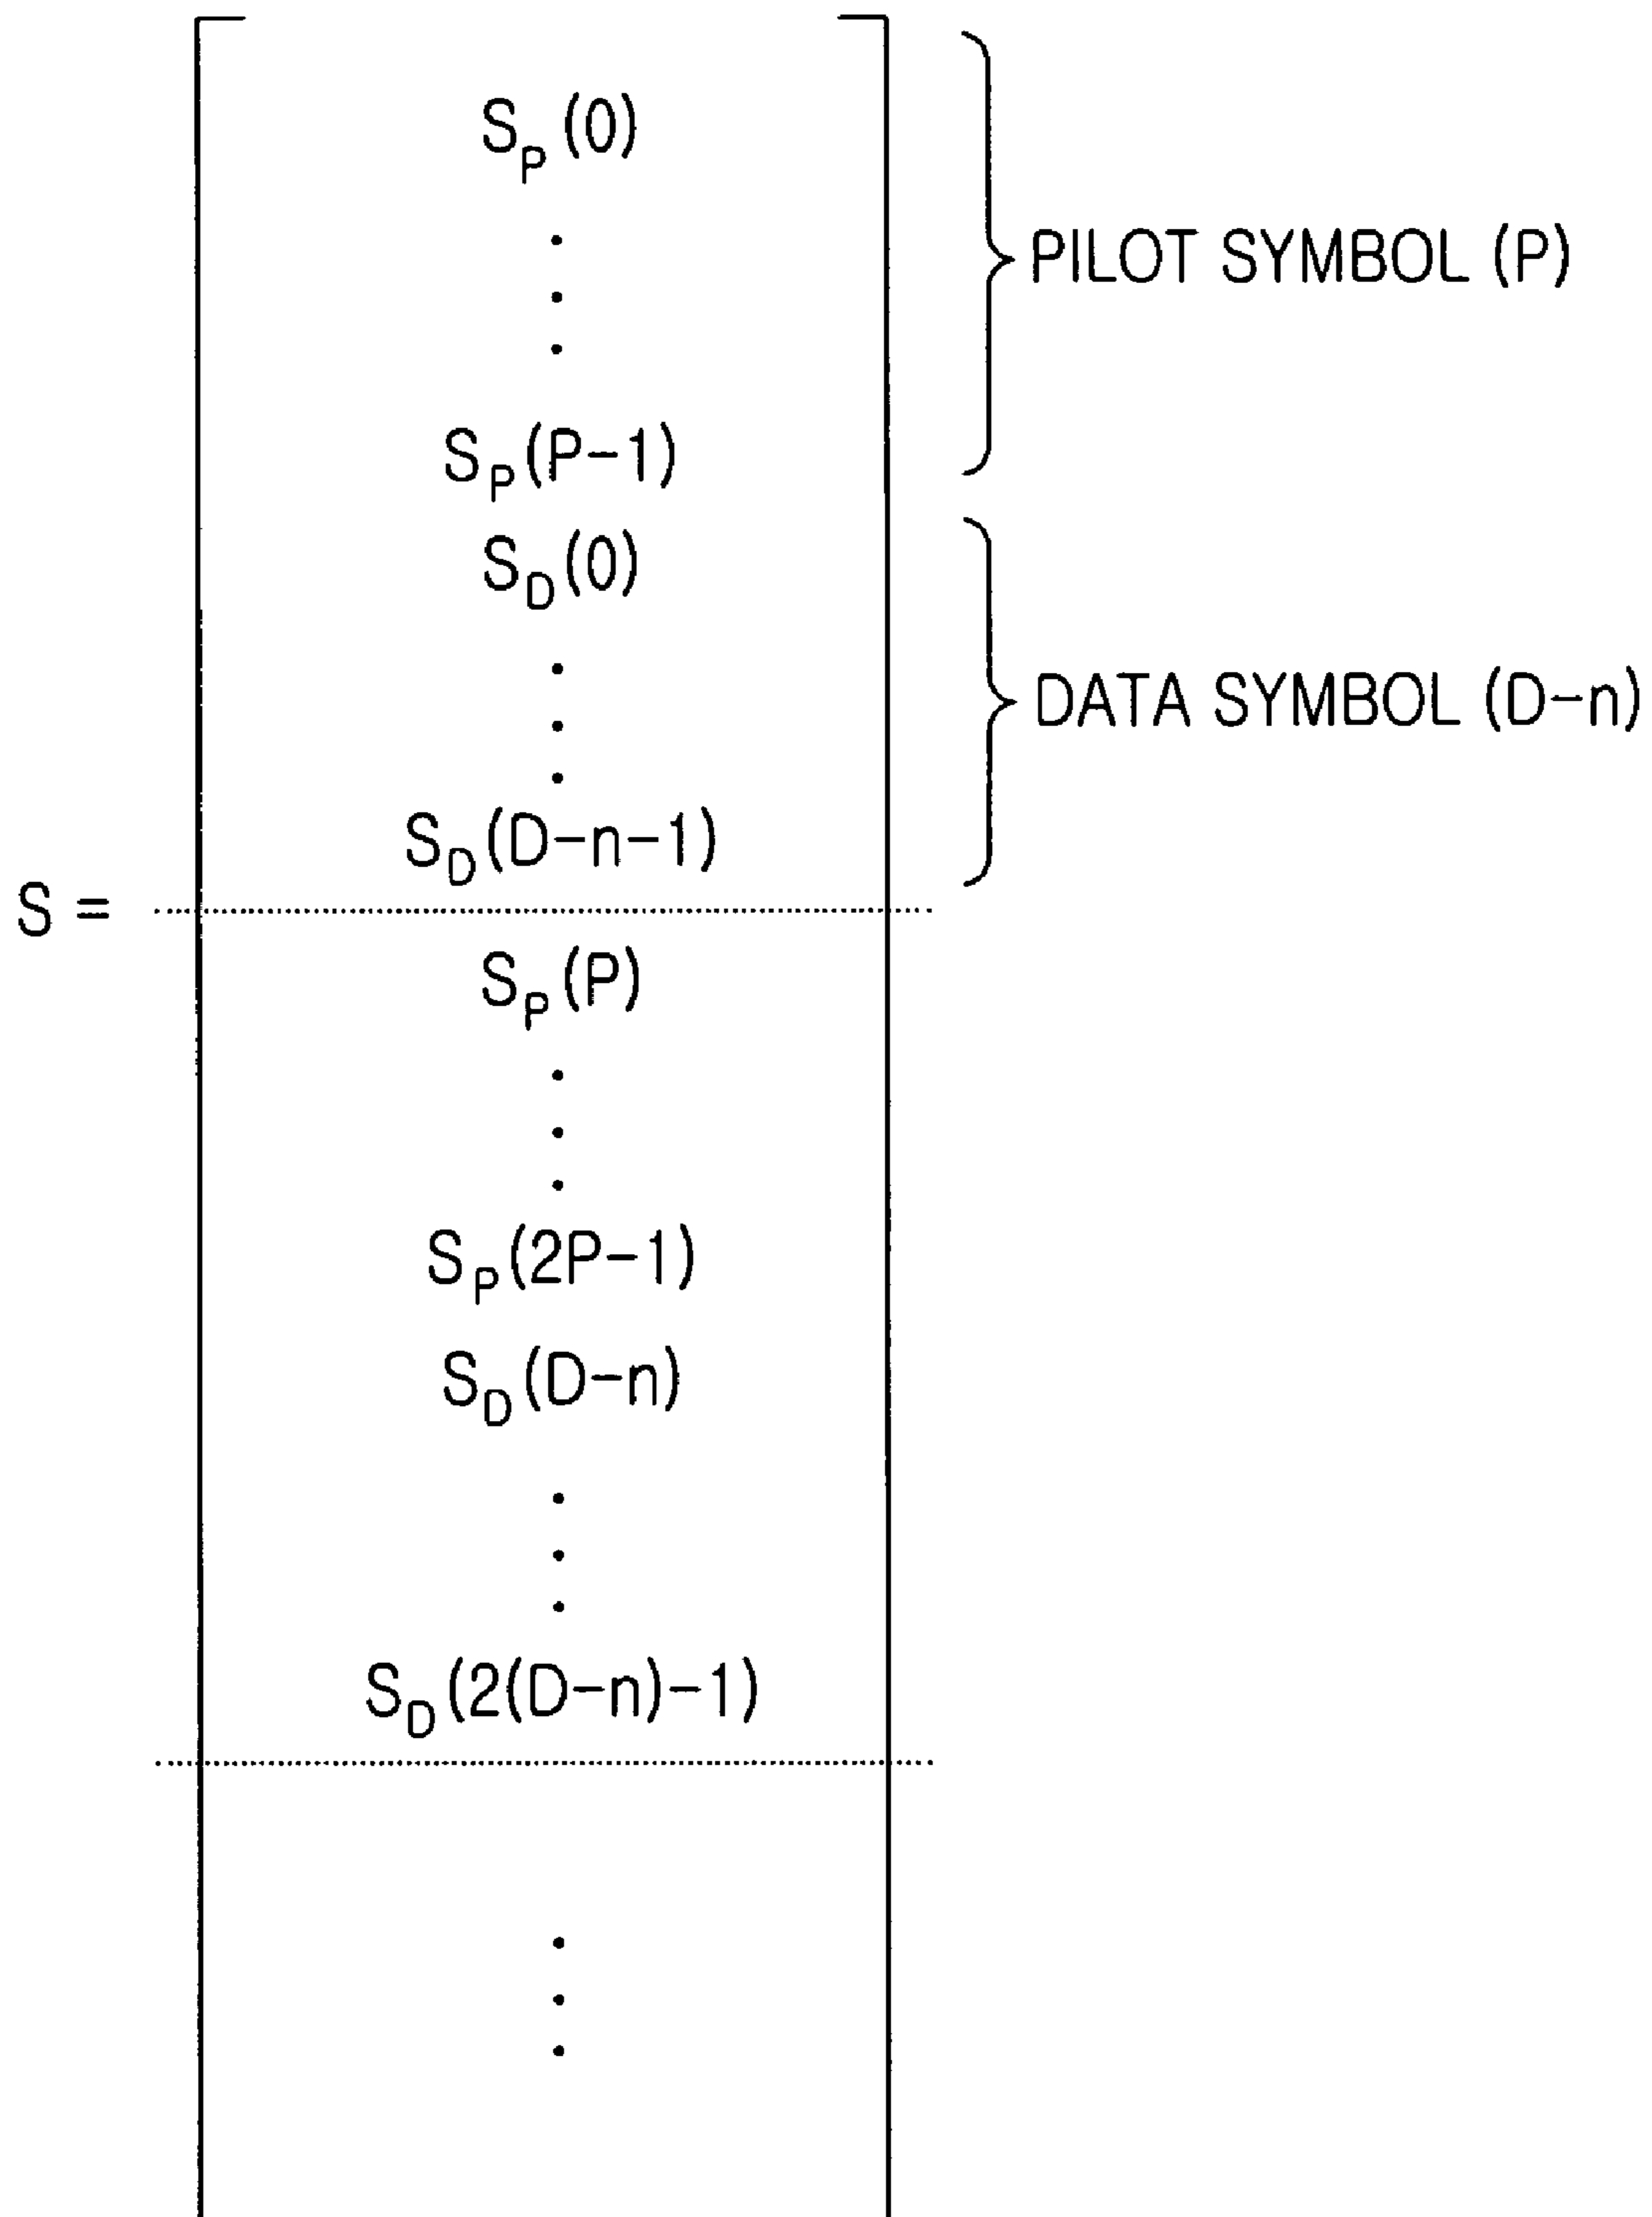 S_P(0)
PILOT SYMBOL (P)
S_P(P-1)
S_D(0)
DATA SYMBOL (D-n)
S_D(D-n-1)
S =
S_P(P)
S_P(2P-1)
S_D(D-n)
S_D(2(D-n)-1)